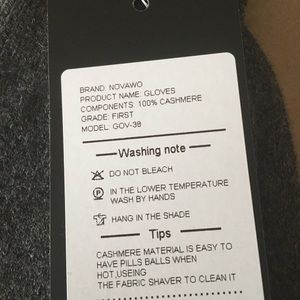 BRAND: NOVAWO
PRODUCT NAME: GLOVES
COMPONENTS: 100% CASHMERE
GRADE: FIRST
MODEL: GOV-38
Washing note
DO NOT BLEACH
P
IN THE LOWER TEMPERATURE
WASH BY HANDS
HANG IN THE SHADE
Tips
CASHMERE MATERIAL IS EASY TO
HAVE PILLS BALLS WHEN
HOT,USEING
THE FABRIC SHAVER TO CLEAN IT